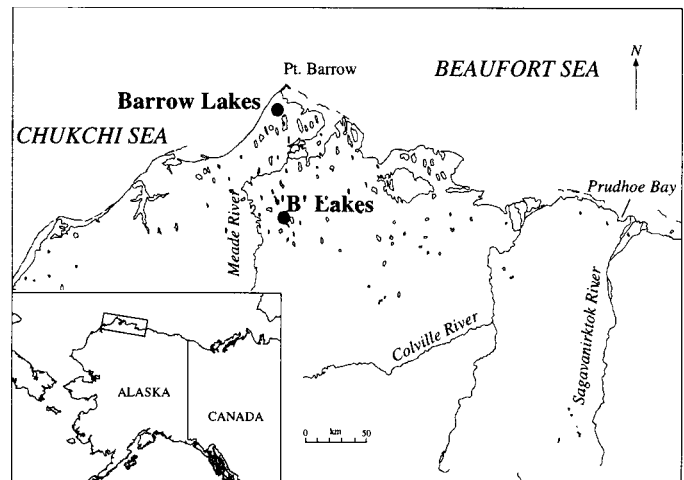 Pt. Barrow
BEAUFORT SEA
N
Barrow Lakes
CHUKCHI SEA
Prudhoe Bay
'B' Lakes
Meade River
Sagavanirktok River
Colville River
ALASKA
CANADA
0 km 50